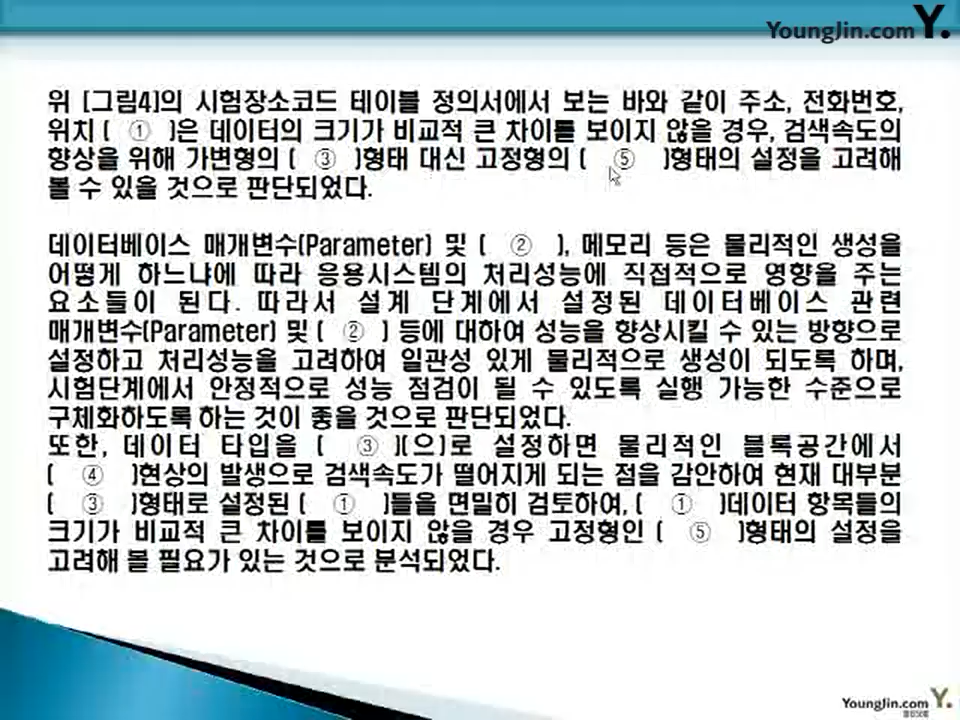 YoungJin.com Y.
위 [그림4]의 시험장소코드 테이블 정의서에서 보는 바와 같이 주소, 전화번호,
위치 ( ① )은 데이터의 크기가 비교적 큰 차이를 보이지 않을 경우, 검색속도의
향상을 위해 가변형의 ( ③ )형태 대신 고정형의 ( ⑤ )형태의 설정을 고려해
볼 수 있을 것으로 판단되었다.
데이터베이스 매개변수(Parameter) 및 ( ② ), 메모리 등은 물리적인 생성을
어떻게 하느냐에 따라 응용시스템의 처리성능에 직접적으로 영향을 주는
요소들이 된다. 따라서 설계 단계에서 설정된 데이터베이스 관련
매개변수(Parameter) 및 ( ② ) 등에 대하여 성능을 향상시킬 수 있는 방향으로
설정하고 처리성능을 고려하여 일관성 있게 물리적으로 생성이 되도록 하며,
시험단계에서 안정적으로 성능 점검이 될 수 있도록 실행 가능한 수준으로
구체화하도록 하는 것이 좋을 것으로 판단되었다.
또한, 데이터 타입을 ( ③ )(으)로 설정하면 물리적인 블록공간에서
( ④ )현상의 발생으로 검색속도가 떨어지게 되는 점을 감안하여 현재 대부분
( ③ )형태로 설정된 ( ① )들을 면밀히 검토하여, ( ① )데이터 항목들의
크기가 비교적 큰 차이를 보이지 않을 경우 고정형인 ( ⑤ )형태의 설정을
고려해 볼 필요가 있는 것으로 분석되었다.
YoungJin.com Y.